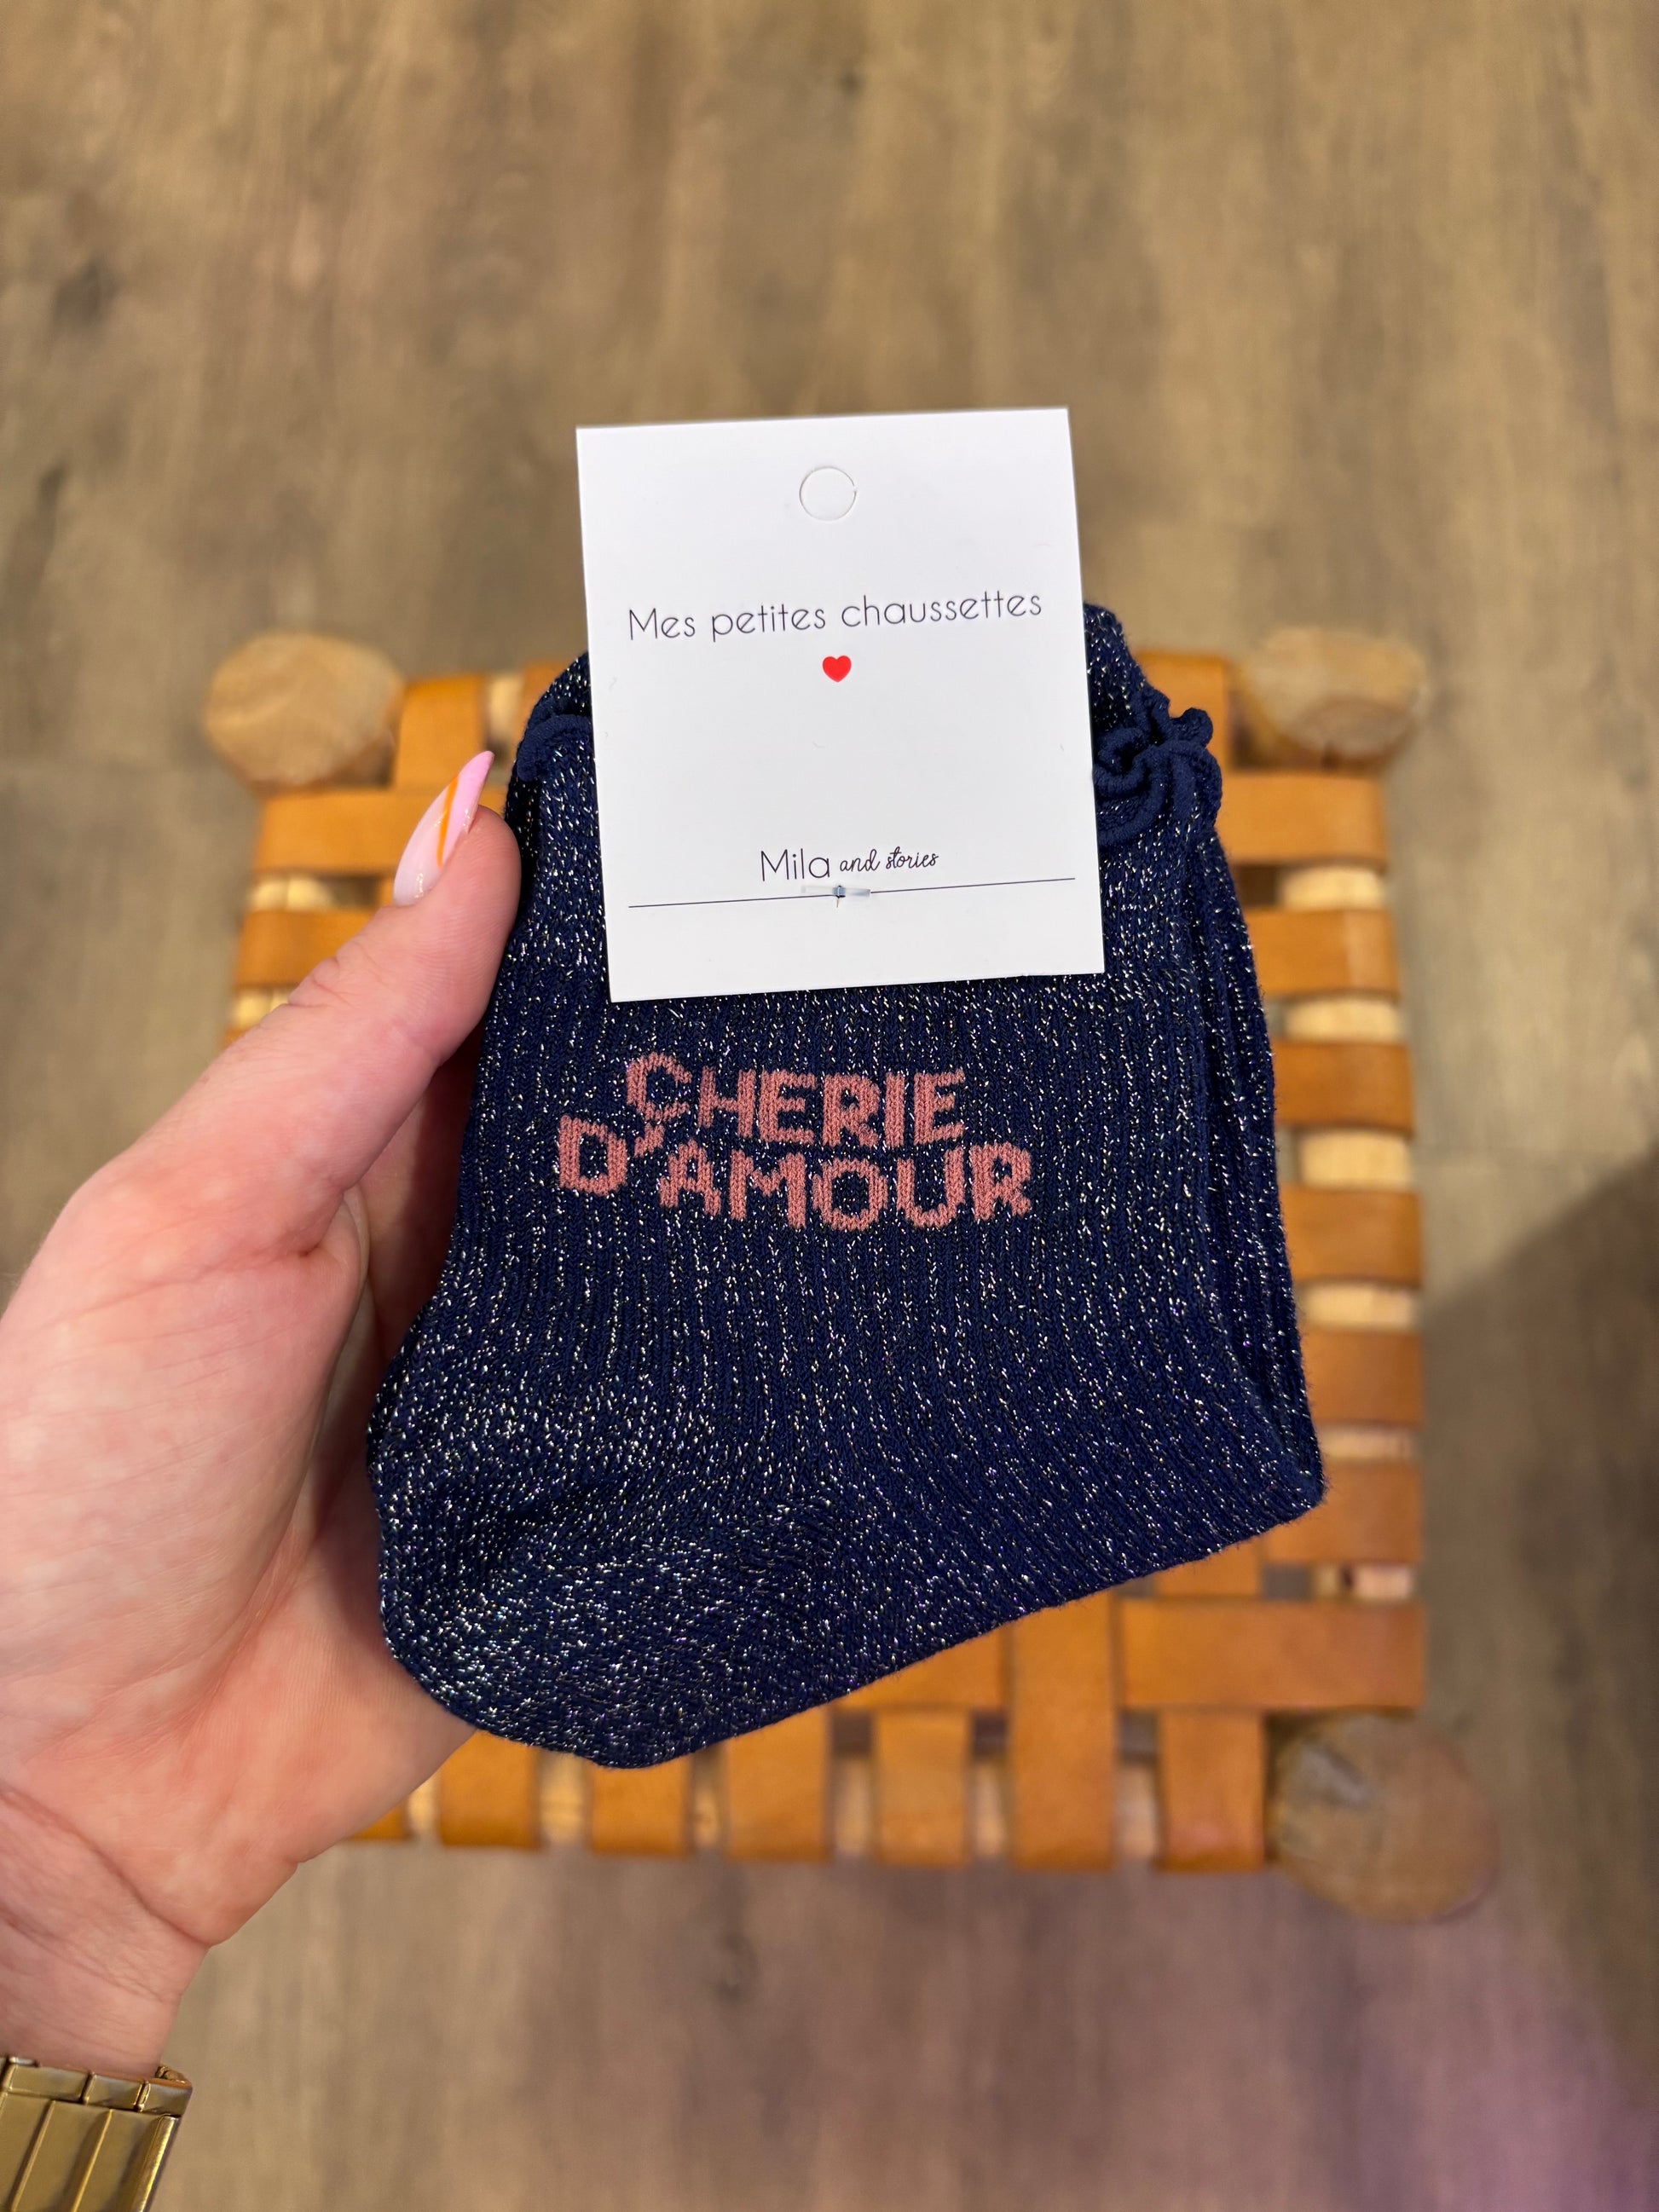 Mes petites chaussettes
Mila and stories
CHERIE
D'AMOUR